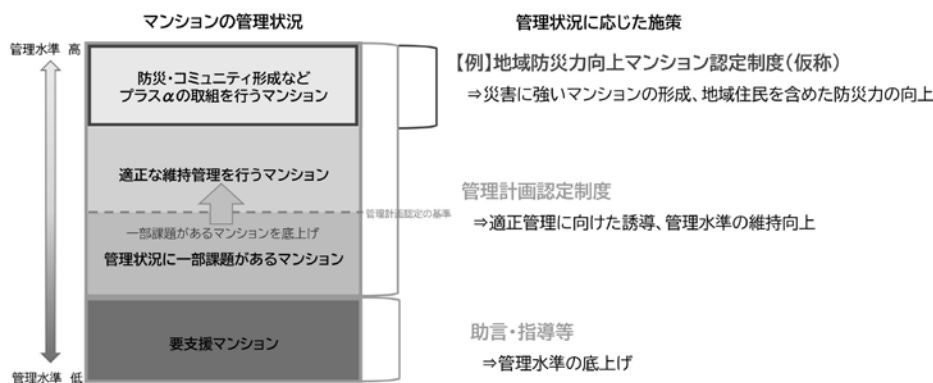 マンションの管理状況
管理状況に応じた施策
管理水準 高
防災・コミュニティ形成など
プラスαの取組を行うマンション
【例】地域防災力向上マンション認定制度（仮称）
⇒災害に強いマンションの形成、地域住民を含めた防災力の向上
適正な維持管理を行うマンション
管理計画認定の基準
一部課題があるマンションを底上げ
管理状況に一部課題があるマンション
管理計画認定制度
⇒適正管理に向けた誘導、管理水準の維持向上
要支援マンション
助言・指導等
⇒管理水準の底上げ
管理水準 低